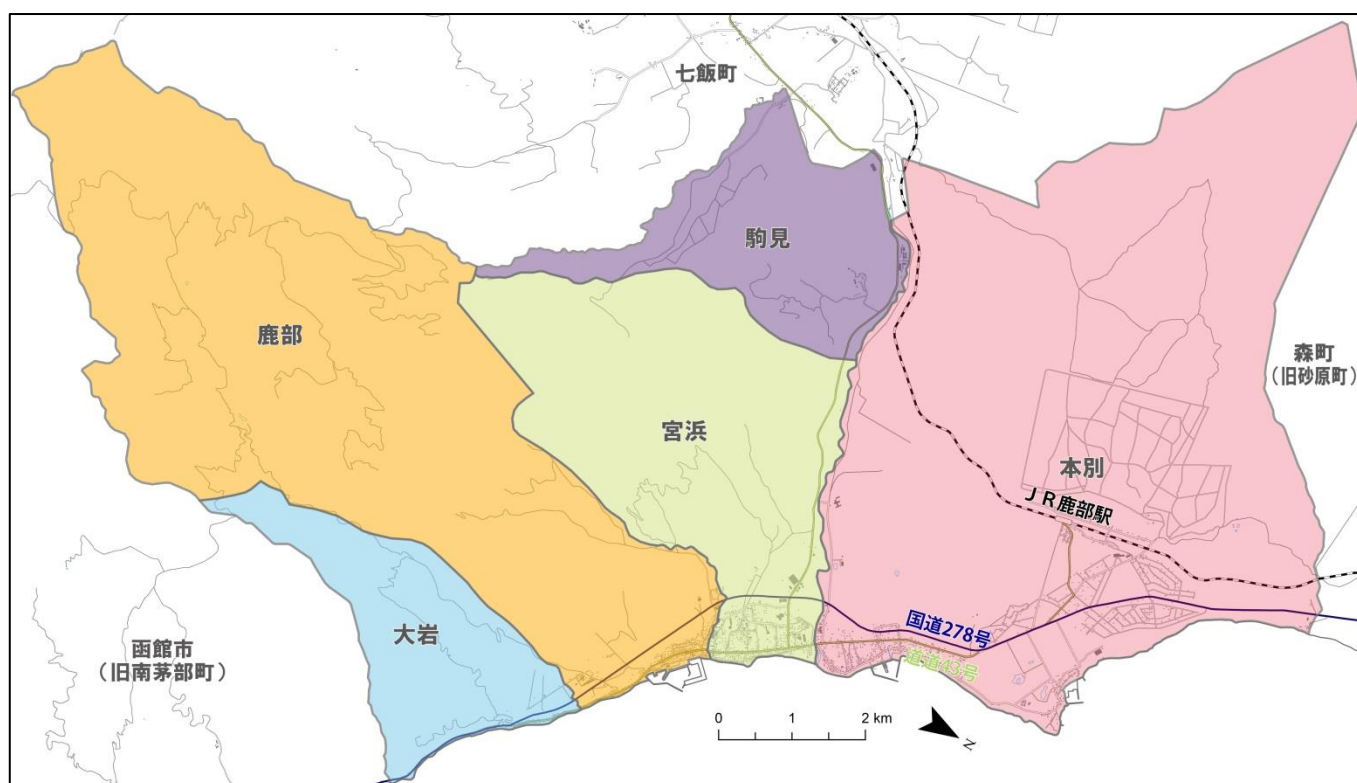 七飯町
駒見
鹿部
宮浜
森町
（旧砂原町）
本別
ＪＲ鹿部駅
大岩
国道278号
道道43号
函館市
（旧南茅部町）
0 1 2 km
N